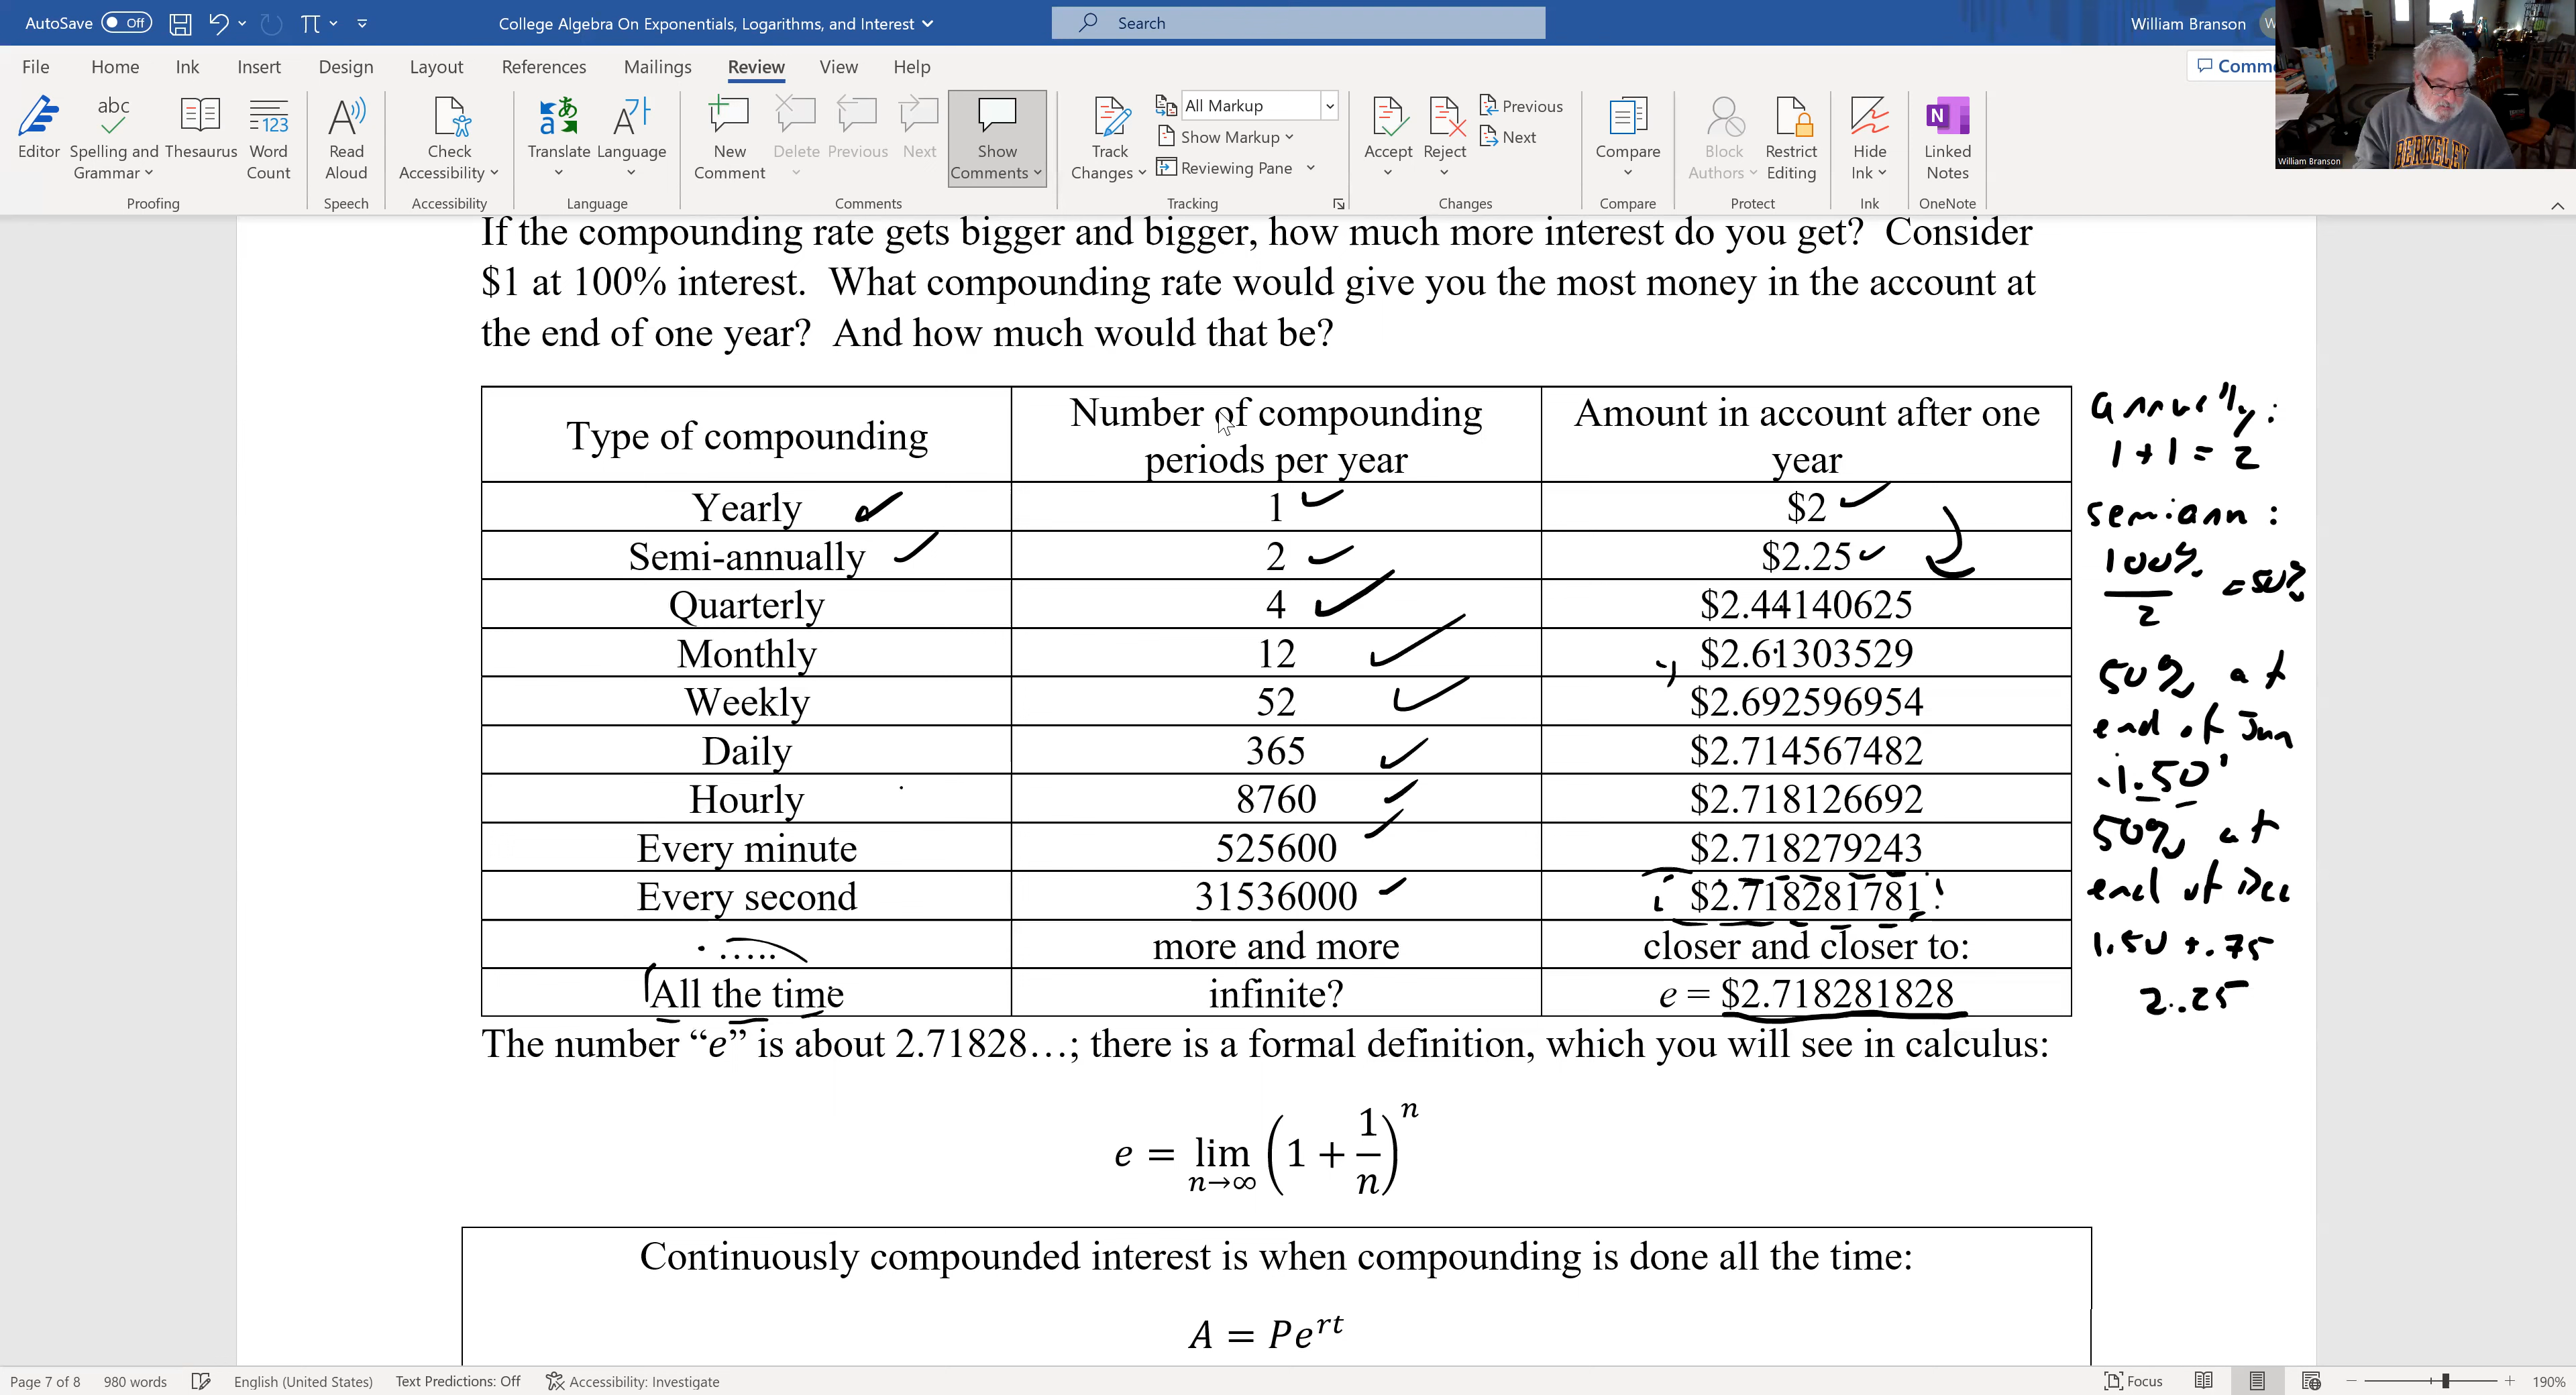 AutoSave Off
College Algebra On Exponentials, Logarithms, and Interest
Search
William Branson
File Home Ink Insert Design Layout References Mailings Review View Help
Comm
Editor
Spelling and Grammar
Thesaurus
Word Count
Read Aloud
Check Accessibility
Translate
Language
New Comment
Delete
Previous
Next
Show Comments
Track Changes
All Markup
Show Markup
Reviewing Pane
Accept
Reject
Previous
Next
Compare
Block Authors
Restrict Editing
Hide Ink
Linked Notes
Proofing Speech Accessibility Language Comments Tracking Changes Compare Protect Ink OneNote
BERKELEY
William Branson
If the compounding rate gets bigger and bigger, how much more interest do you get? Consider
$1 at 100% interest. What compounding rate would give you the most money in the account at
the end of one year? And how much would that be?
Type of compounding Number of compounding periods per year Amount in account after one year
Yearly 1 $2
Semi-annually 2 $2.25
Quarterly 4 $2.44140625
Monthly 12 $2.61303529
Weekly 52 $2.692596954
Daily 365 $2.714567482
Hourly 8760 $2.718126692
Every minute 525600 $2.718279243
Every second 31536000 $2.718281781
..... more and more closer and closer to:
All the time infinite? e = $2.718281828
annually:
1 + 1 = 2
semiann:
100% / 2 = 50%
50% at
end of Jun
1.50
50% at
end of Dec
1.50 + .75
2.25
The number “e” is about 2.71828…; there is a formal definition, which you will see in calculus:
e = lim n→∞ (1 + 1/n)^n
Continuously compounded interest is when compounding is done all the time:
A = Pe^rt
Page 7 of 8 980 words English (United States) Text Predictions: Off Accessibility: Investigate Focus 190%